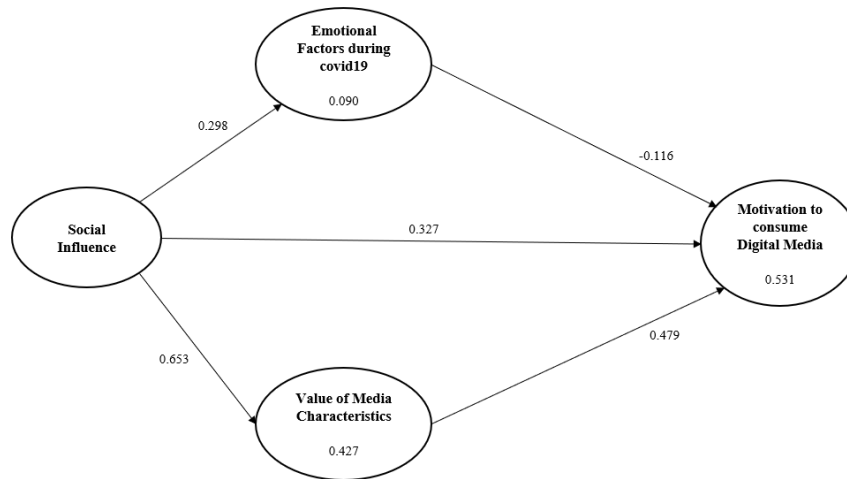 Emotional
Factors during
covid19
0.090
0.298
-0.116
Social
Influence
0.327
Motivation to
consume
Digital Media
0.531
0.653
0.479
Value of Media
Characteristics
0.427